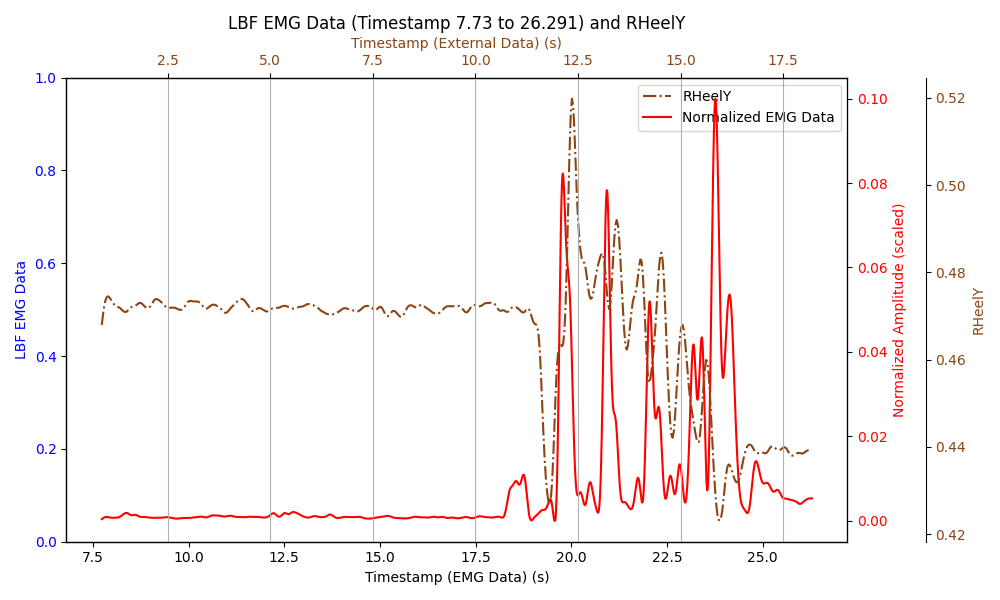 LBF EMG Data (Timestamp 7.73 to 26.291) and RHeelY
Timestamp (External Data) (s)
2.5 5.0 7.5 10.0 12.5 15.0 17.5
1.0
0.8
0.6
0.4
0.2
0.0
LBF EMG Data
RHeelY
Normalized EMG Data
0.10
0.08
0.06
0.04
0.02
0.00
Normalized Amplitude (scaled)
0.52
0.50
0.48
0.46
0.44
0.42
RHeelY
7.5 10.0 12.5 15.0 17.5 20.0 22.5 25.0
Timestamp (EMG Data) (s)